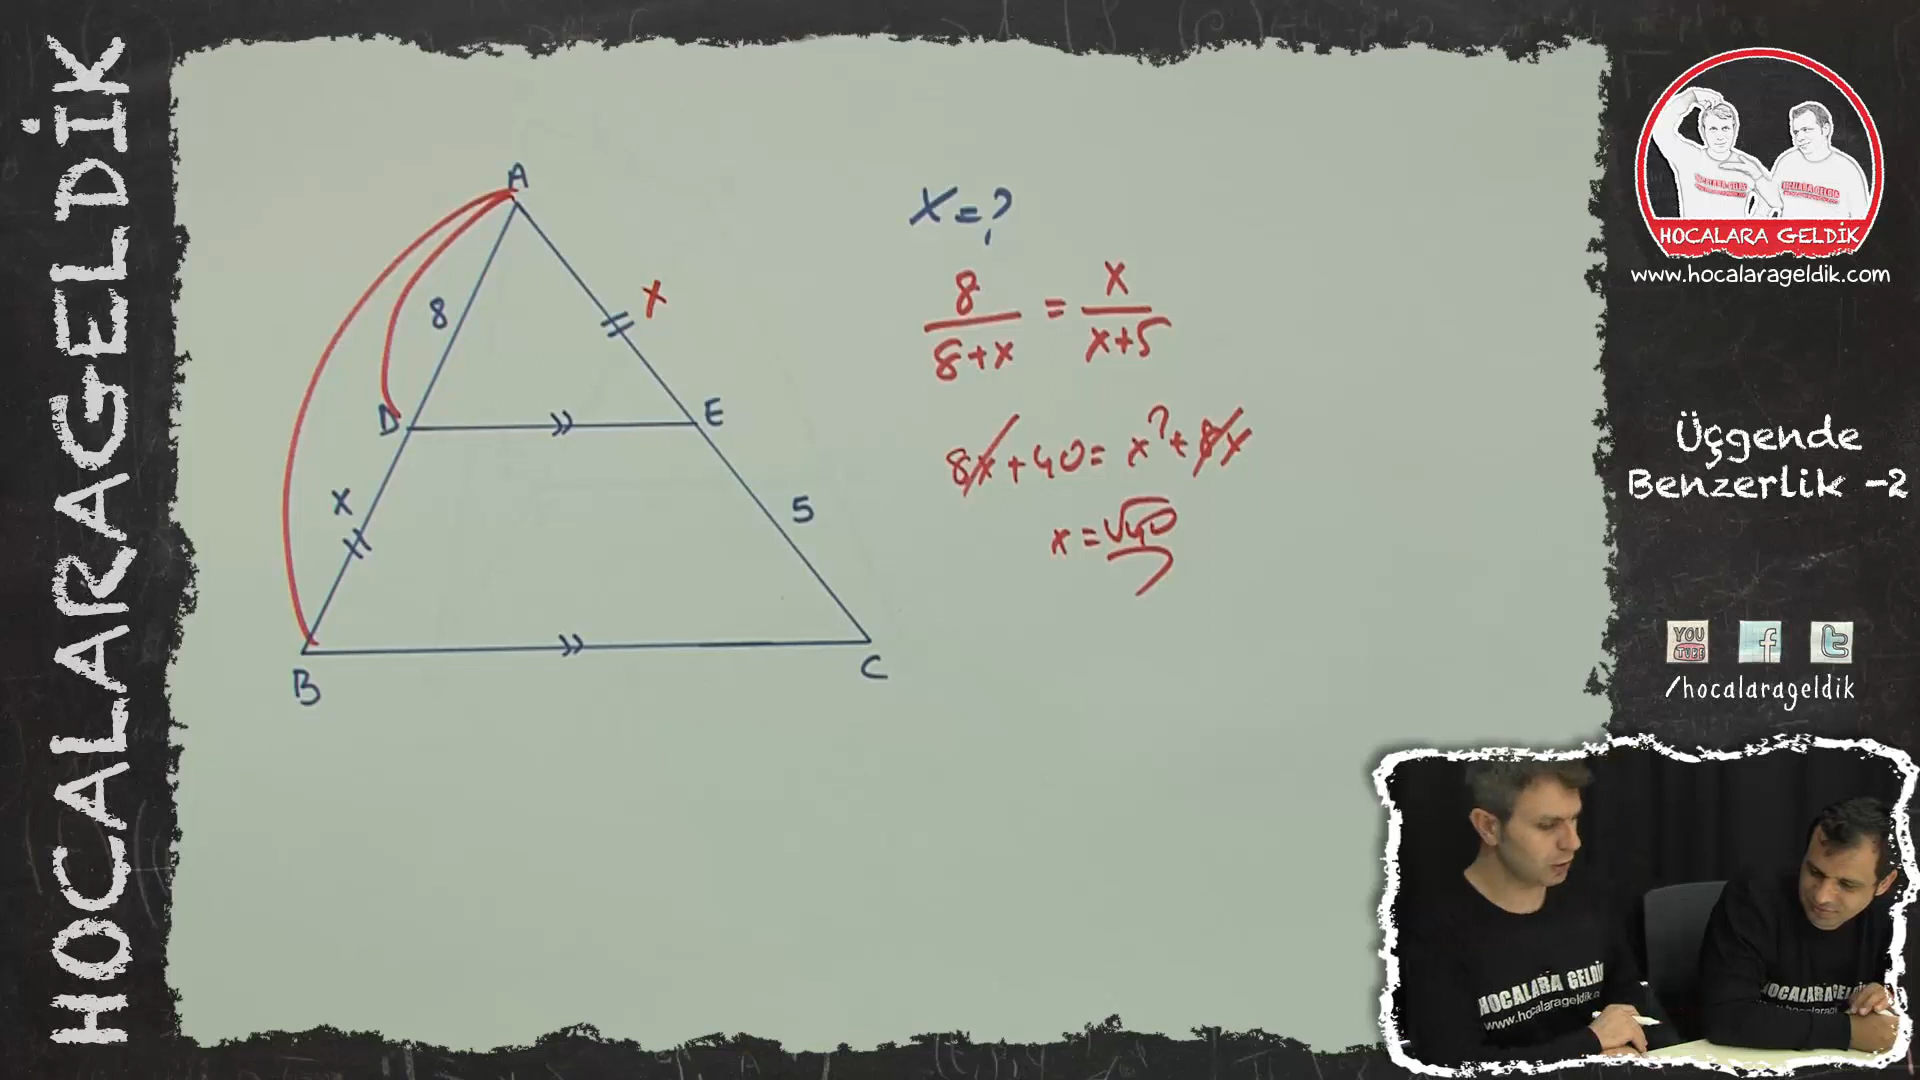 HOCALARAGELDİK
A
8
x
D
E
x
5
B
C
x=?
8/(8+x) = x/(x+5)
8x+40=x²+8x
x=√40
HOCALARA GELDİK
www.hocalarageldik.com
Üçgende
Benzerlik -2
YOU TUBE f t
/hocalarageldik
HOCALARA GELDİK
www.hocalarageldik.c
HOCALARAGELDİK